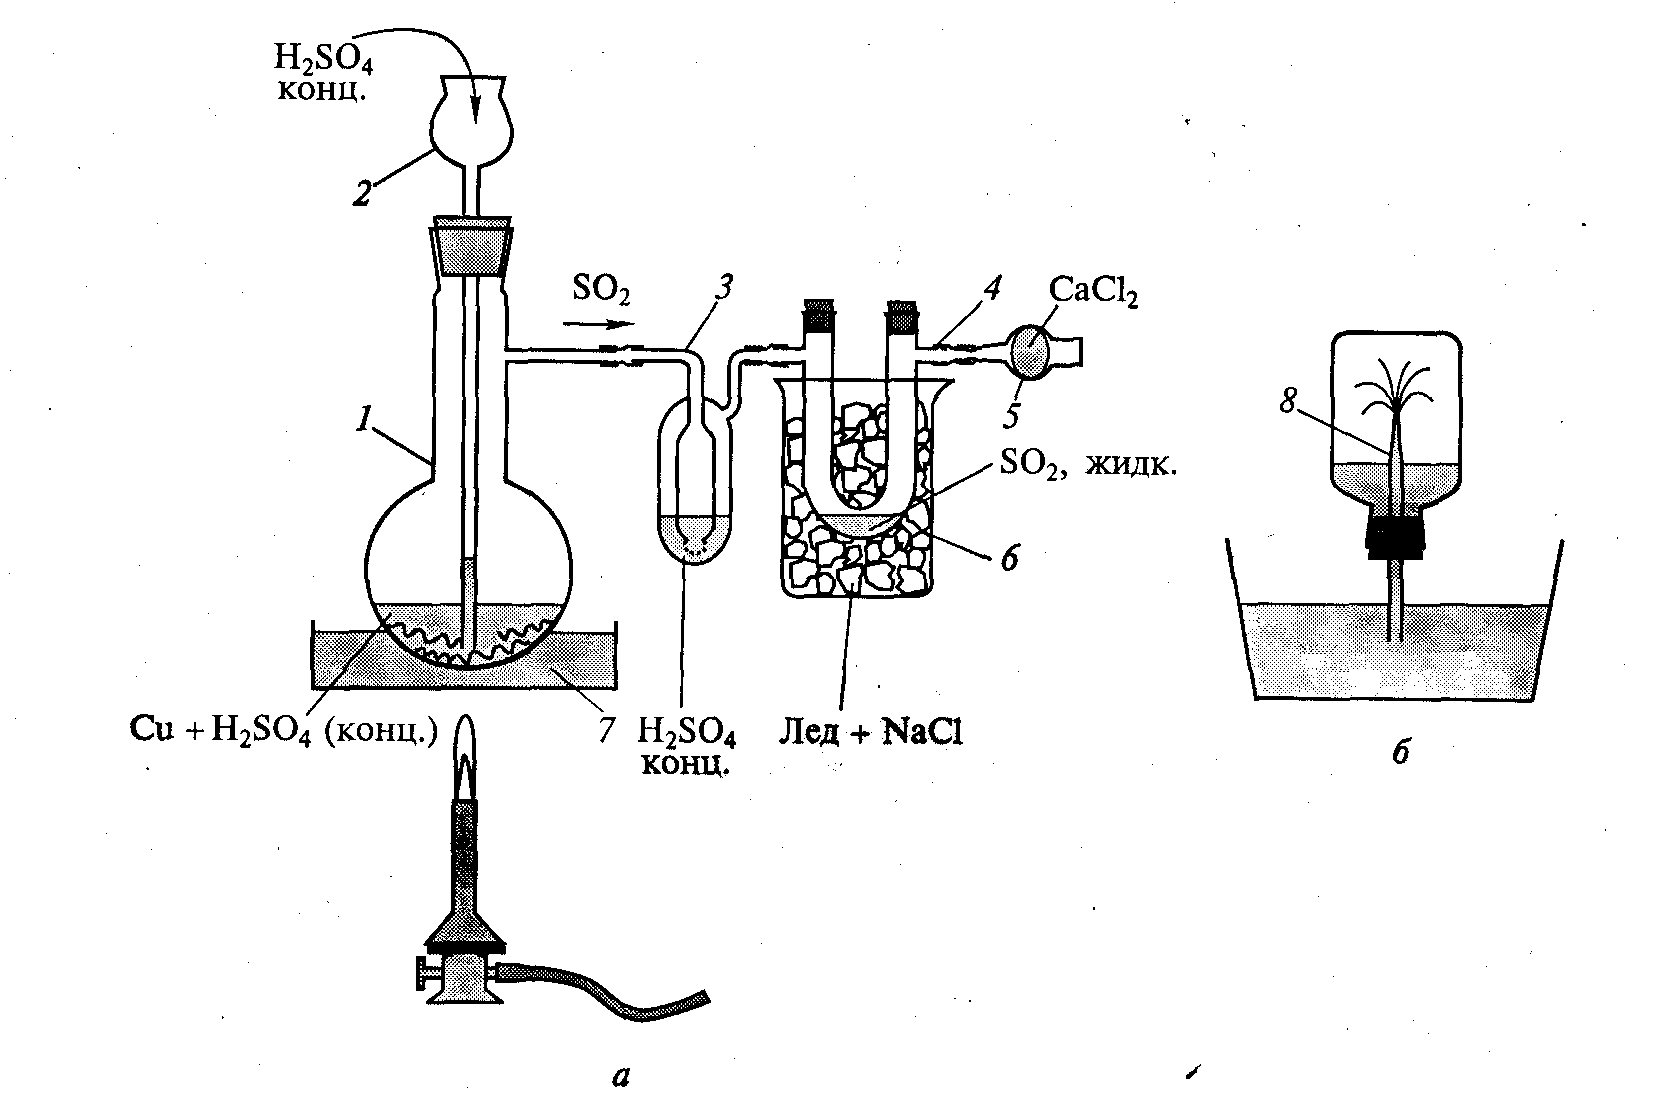 H₂SO₄
конц.
2
SO₂
3
4
CaCl₂
1
5
8
SO₂, жидк.
6
Cu + H₂SO₄ (конц.)
7
H₂SO₄
конц.
Лед + NaCl
б
а